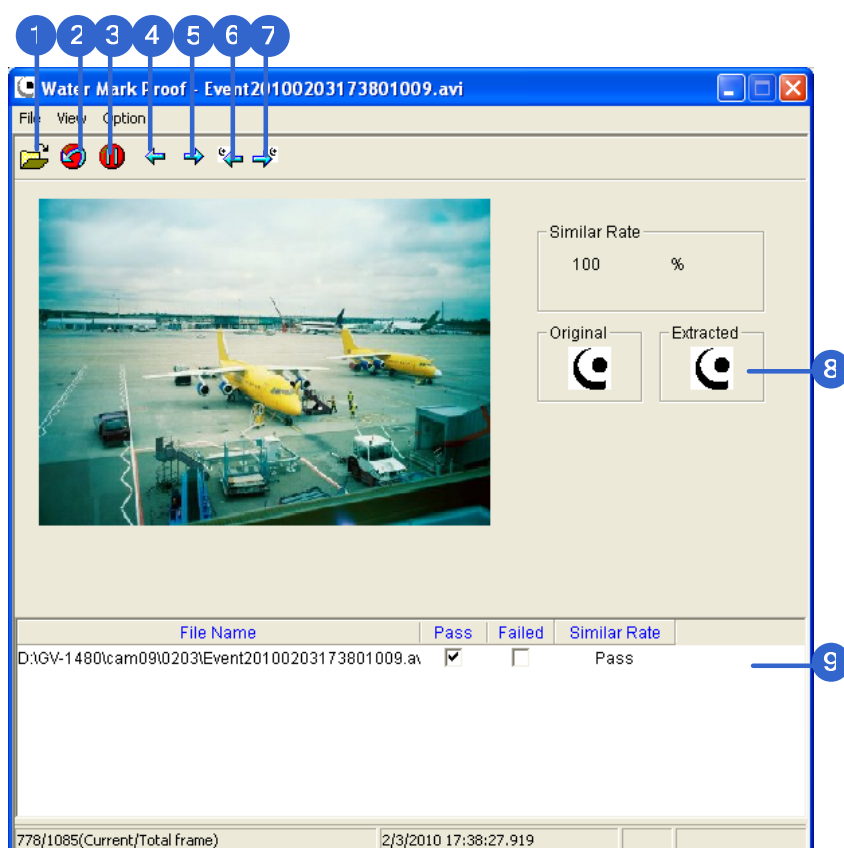 1 2 3 4 5 6 7
Water Mark Proof - Event20100203173801009.avi
File View Option
Similar Rate
100 %
Original Extracted
8
File Name Pass Failed Similar Rate
D:\GV-1480\cam09\0203\Event20100203173801009.av Pass
9
778/1085(Current/Total frame) 2/3/2010 17:38:27.919